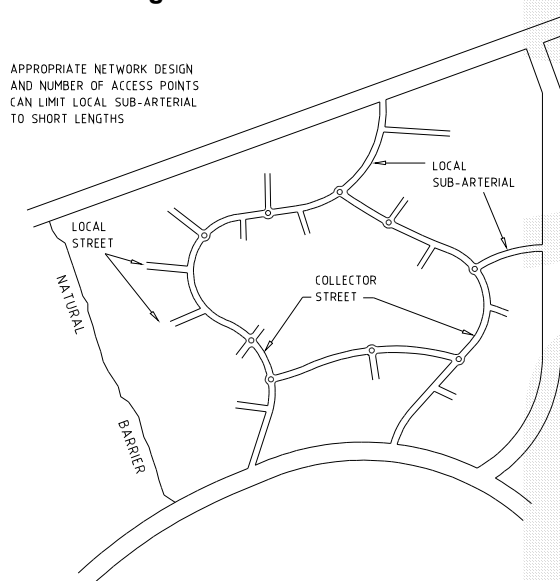 APPROPRIATE NETWORK DESIGN
AND NUMBER OF ACCESS POINTS
CAN LIMIT LOCAL SUB-ARTERIAL
TO SHORT LENGTHS
LOCAL
SUB-ARTERIAL
LOCAL
STREET
COLLECTOR
STREET
NATURAL
BARRIER